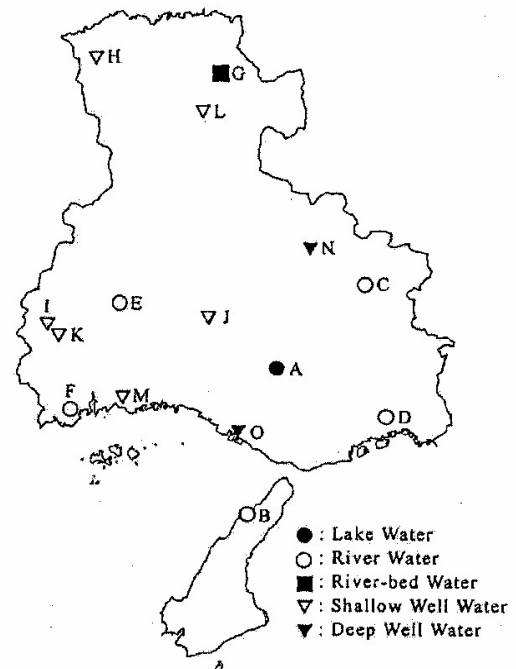 H
G
L
N
C
E
I
J
K
A
F
M
D
O
B
: Lake Water
: River Water
: River-bed Water
: Shallow Well Water
: Deep Well Water